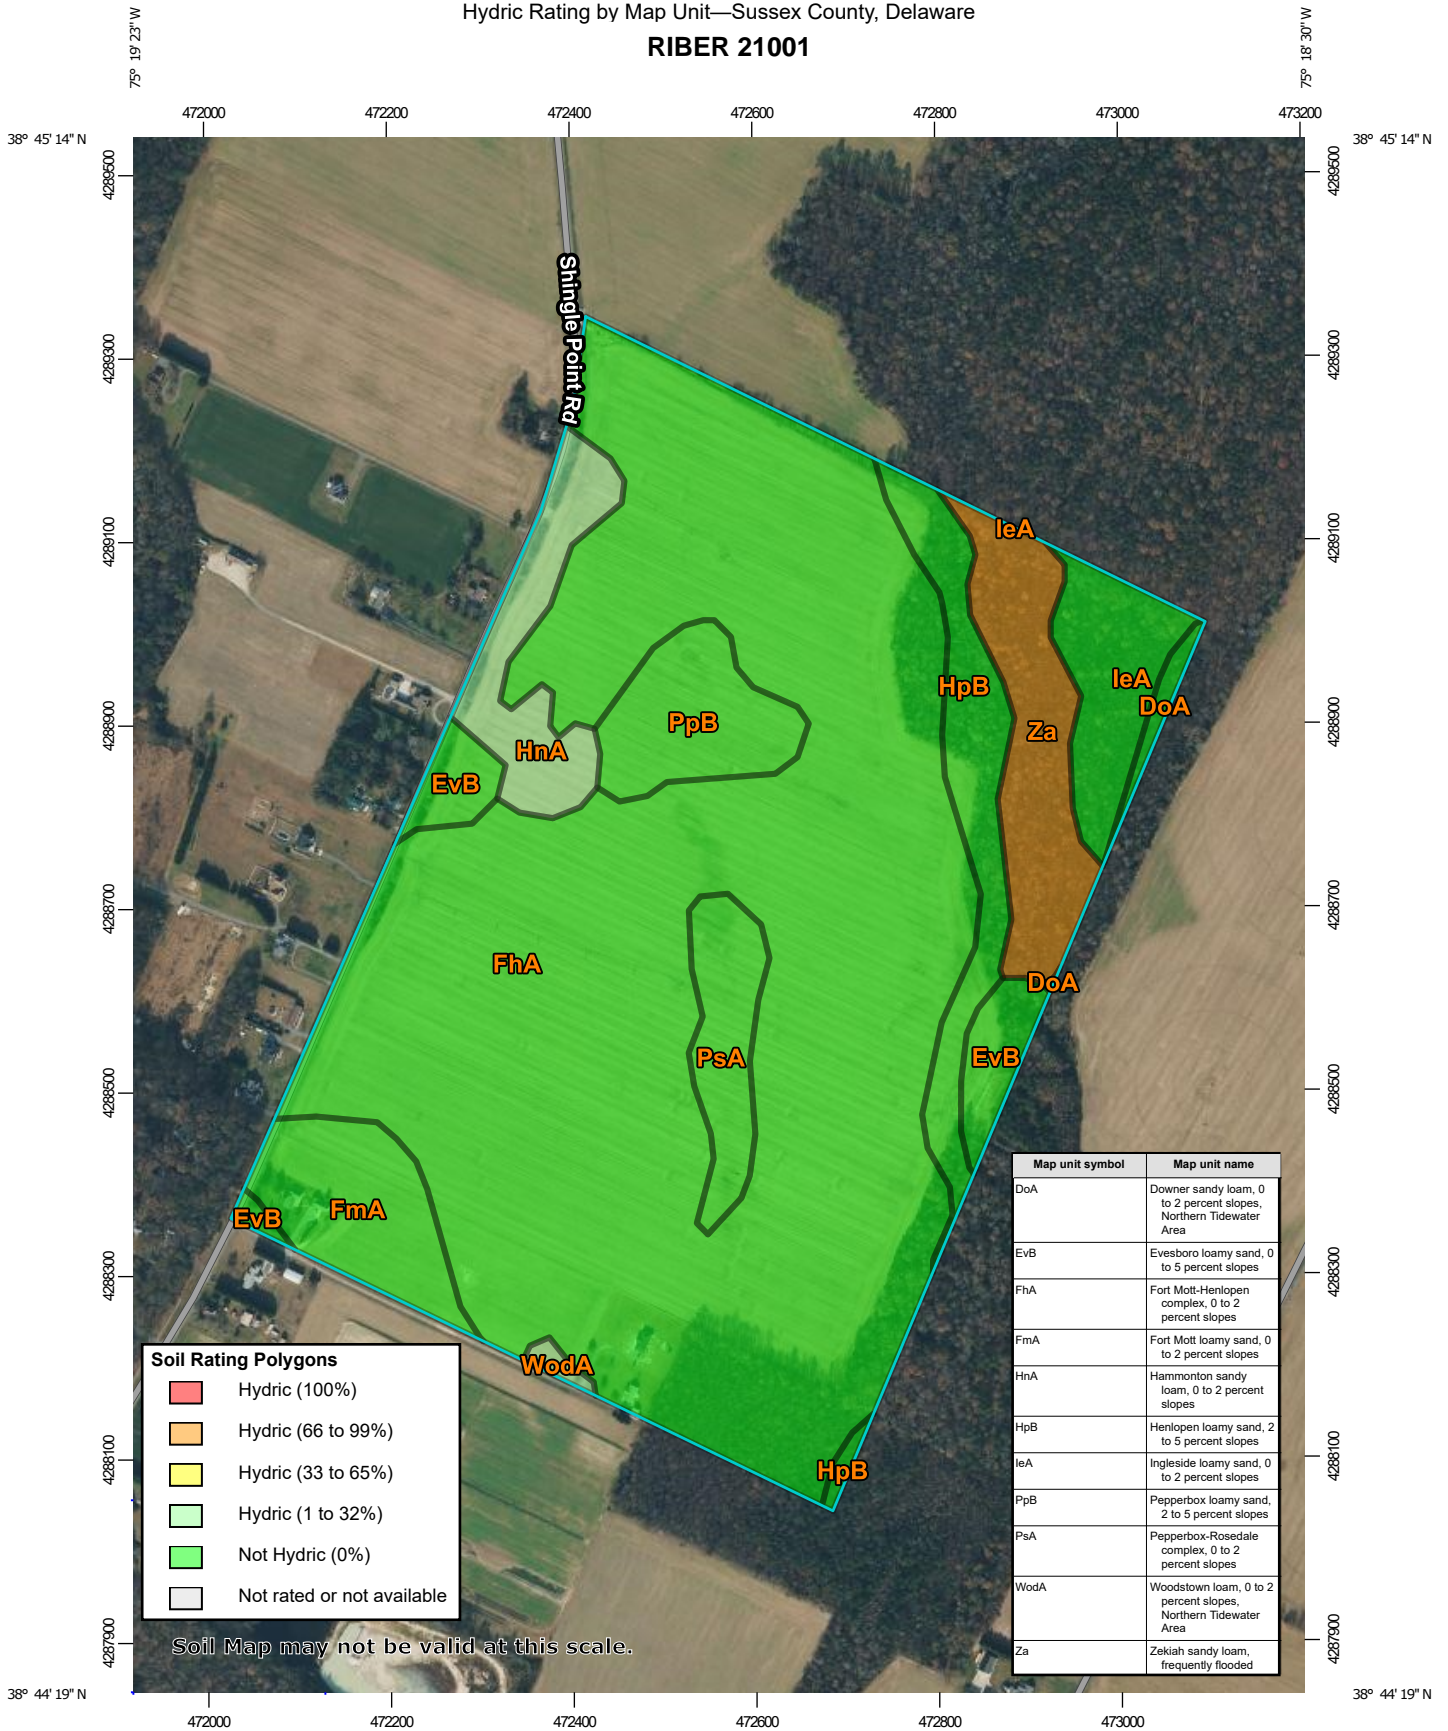 Hydric Rating by Map Unit—Sussex County, Delaware
RIBER 21001
75° 19' 23" W
75° 18' 30" W
472000
472200
472400
472600
472800
473000
473200
38° 45' 14" N
38° 45' 14" N
4289500
4289500
Shingle Point Rd
4289300
4289300
4289100
4289100
IeA
IeA
HpB
DoA
4288900
4288900
PpB
Za
HnA
EvB
4288700
4288700
FhA
DoA
PsA
EvB
4288500
4288500
FmA
EvB
4288300
4288300
WodA
HpB
4288100
4288100
4287900
4287900
Map unit symbol
Map unit name
DoA
Downer sandy loam, 0
to 2 percent slopes,
Northern Tidewater
Area
EvB
Evesboro loamy sand, 0
to 5 percent slopes
FhA
Fort Mott-Henlopen
complex, 0 to 2
percent slopes
FmA
Fort Mott loamy sand, 0
to 2 percent slopes
HnA
Hammonton sandy
loam, 0 to 2 percent
slopes
HpB
Henlopen loamy sand, 2
to 5 percent slopes
IeA
Ingleside loamy sand, 0
to 2 percent slopes
PpB
Pepperbox loamy sand,
2 to 5 percent slopes
PsA
Pepperbox-Rosedale
complex, 0 to 2
percent slopes
WodA
Woodstown loam, 0 to 2
percent slopes,
Northern Tidewater
Area
Za
Zekiah sandy loam,
frequently flooded
Soil Rating Polygons
Hydric (100%)
Hydric (66 to 99%)
Hydric (33 to 65%)
Hydric (1 to 32%)
Not Hydric (0%)
Not rated or not available
Soil Map may not be valid at this scale.
38° 44' 19" N
38° 44' 19" N
472000
472200
472400
472600
472800
473000